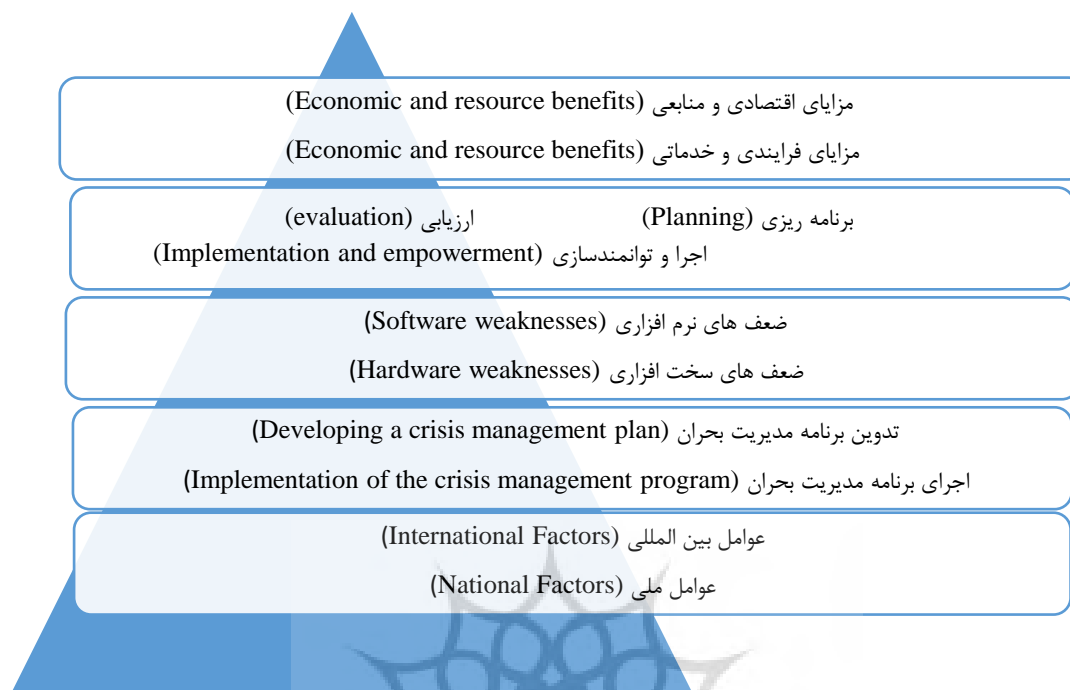 مزایای اقتصادی و منابعی (Economic and resource benefits)
مزایای فرایندی و خدماتی (Economic and resource benefits)
برنامه ریزی (Planning) ارزیابی (evaluation)
اجرا و توانمندسازی (Implementation and empowerment)
ضعف های نرم افزاری (Software weaknesses)
ضعف های سخت افزاری (Hardware weaknesses)
تدوین برنامه مدیریت بحران (Developing a crisis management plan)
اجرای برنامه مدیریت بحران (Implementation of the crisis management program)
عوامل بین المللی (International Factors)
عوامل ملی (National Factors)